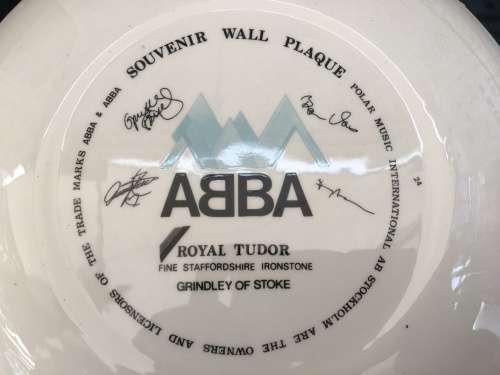 SOUVENIR WALL PLAQUE
POLAR MUSIC INTERNATIONAL AB STOCKHOLM ARE THE OWNERS AND LICENSORS OF THE TRADE MARKS ABBA & ABBA
24
ABBA
ROYAL TUDOR
FINE STAFFORDSHIRE IRONSTONE
GRINDLEY OF STOKE